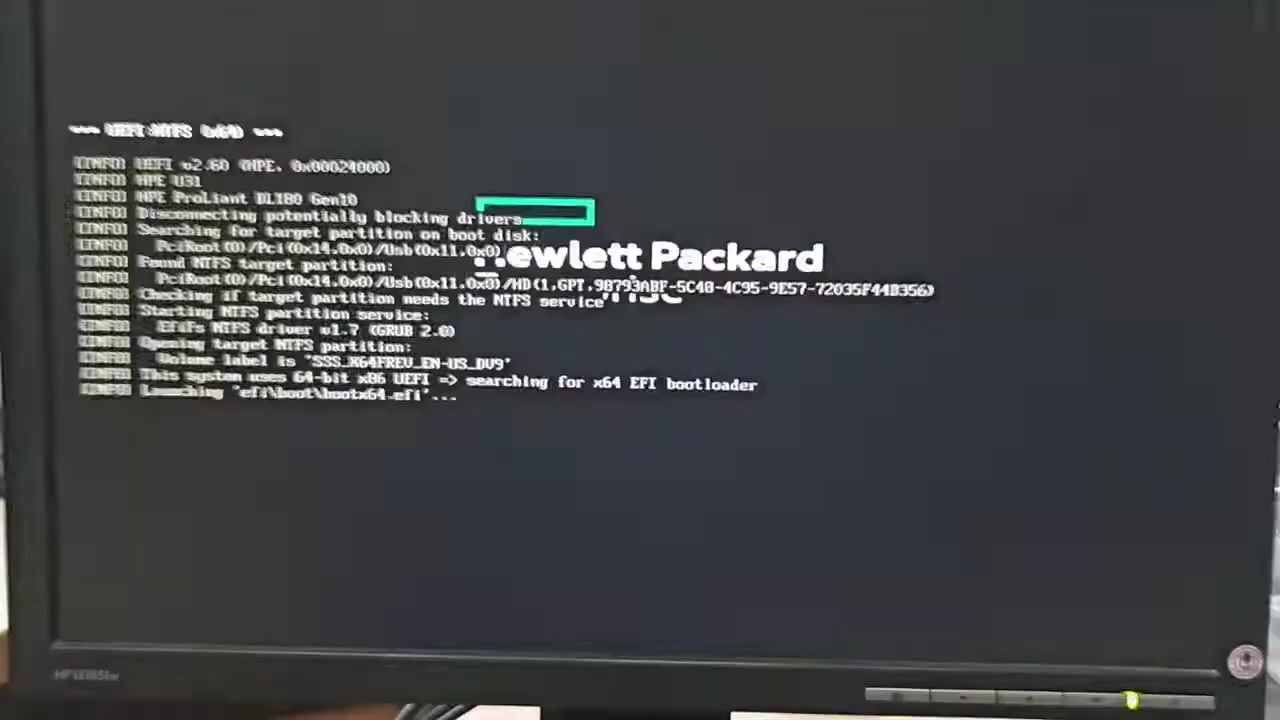 *** UEFI:NTFS (x64) ***
[INFO] UEFI v2.60 (HPE, 0x00024000)
[INFO] HPE U31
[INFO] HPE ProLiant DL180 Gen10
[INFO] Disconnecting potentially blocking drivers
[INFO] Searching for target partition on boot disk:
[INFO]   PciRoot(0)/Pci(0x14,0x0)/Usb(0x11,0x0)
[INFO] Found NTFS target partition:
[INFO]   PciRoot(0)/Pci(0x14,0x0)/Usb(0x11,0x0)/HD(1,GPT,98793ABF-5C40-4C95-9E57-72035F44B356)
[INFO] Checking if target partition needs the NTFS service
[INFO] Starting NTFS partition service:
[INFO]   EfiFs NTFS driver v1.7 (GRUB 2.0)
[INFO] Opening target NTFS partition:
[INFO]   Volume label is "SSS_X64FREV_EN-US_DV9"
[INFO] This system uses 64-bit x86 UEFI => searching for x64 EFI bootloader
[INFO] Launching 'efi\boot\bootx64.efi'...
ewlett Packard